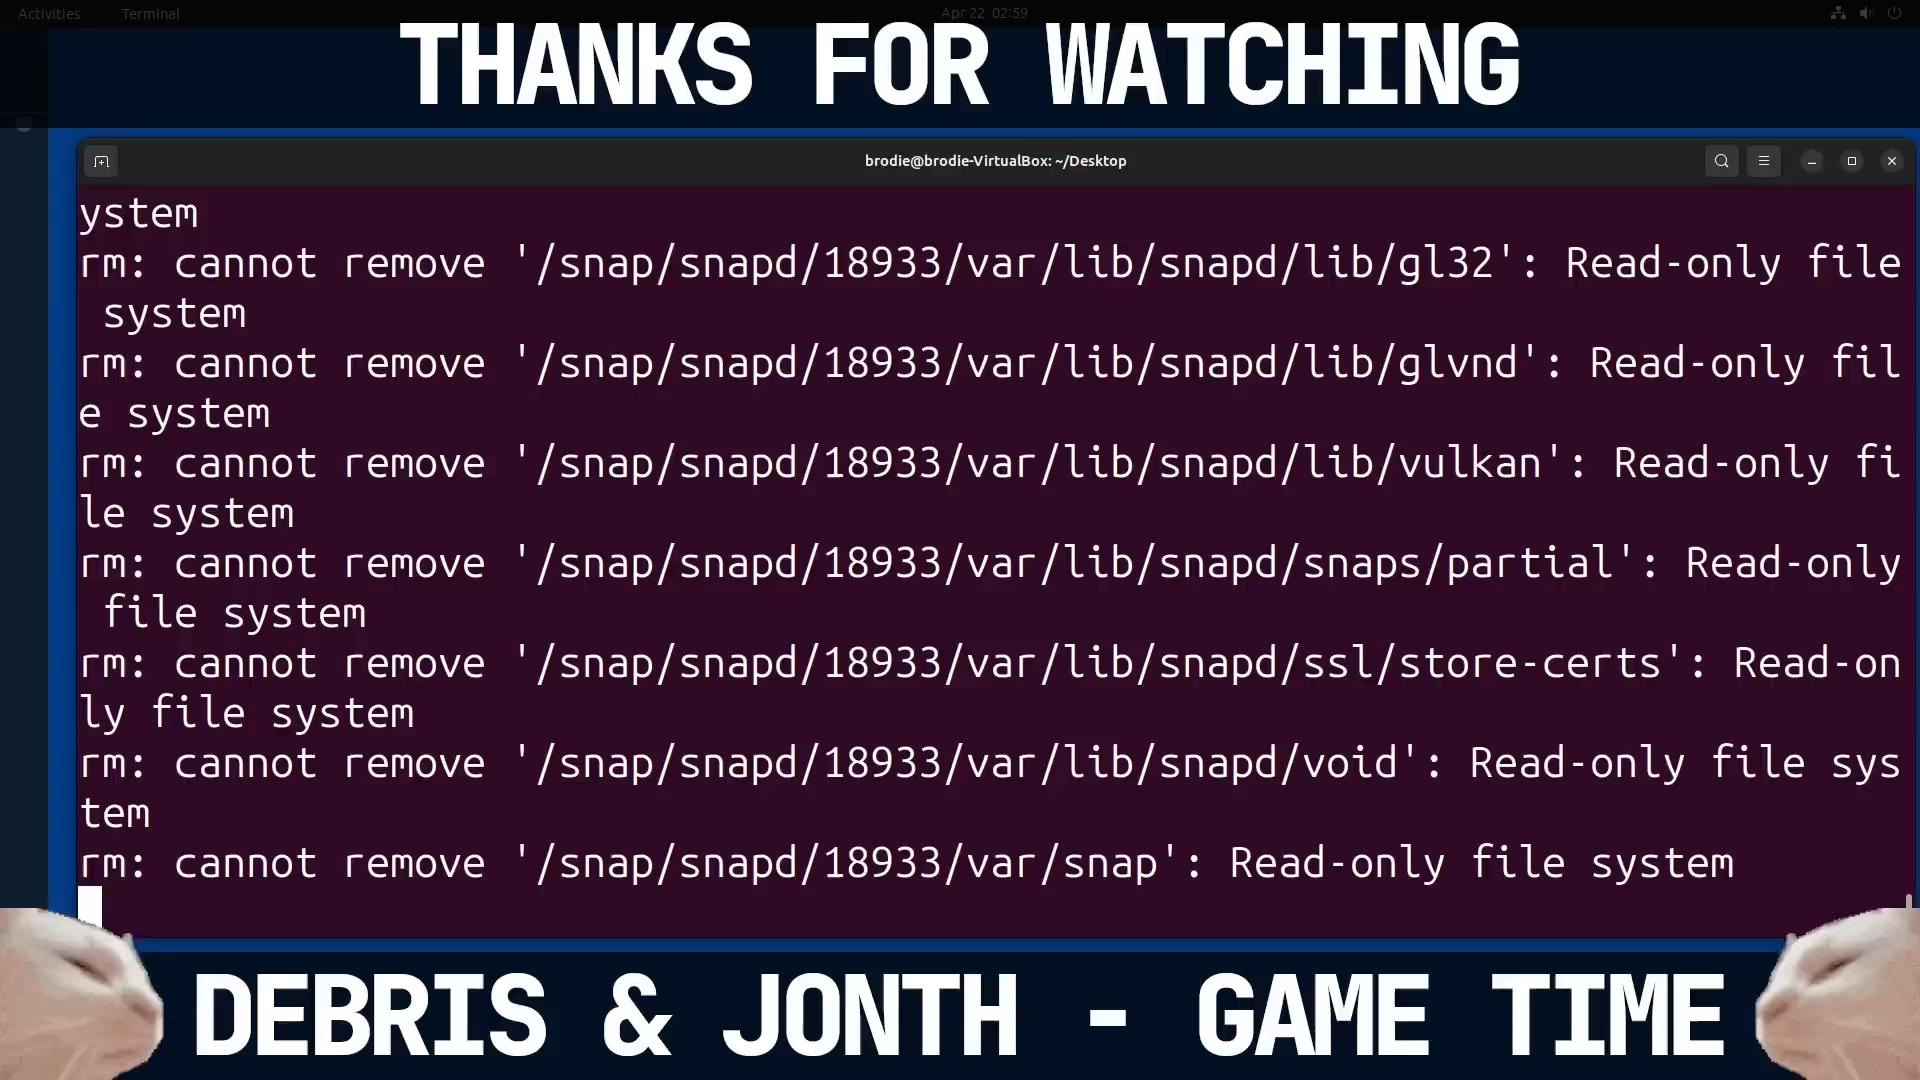 Activities Terminal Apr 22 02:59
THANKS FOR WATCHING
brodie@brodie-VirtualBox: ~/Desktop
ystem
rm: cannot remove '/snap/snapd/18933/var/lib/snapd/lib/gl32': Read-only file
 system
rm: cannot remove '/snap/snapd/18933/var/lib/snapd/lib/glvnd': Read-only fil
e system
rm: cannot remove '/snap/snapd/18933/var/lib/snapd/lib/vulkan': Read-only fi
le system
rm: cannot remove '/snap/snapd/18933/var/lib/snapd/snaps/partial': Read-only
 file system
rm: cannot remove '/snap/snapd/18933/var/lib/snapd/ssl/store-certs': Read-on
ly file system
rm: cannot remove '/snap/snapd/18933/var/lib/snapd/void': Read-only file sys
tem
rm: cannot remove '/snap/snapd/18933/var/snap': Read-only file system
DEBRIS & JONTH - GAME TIME